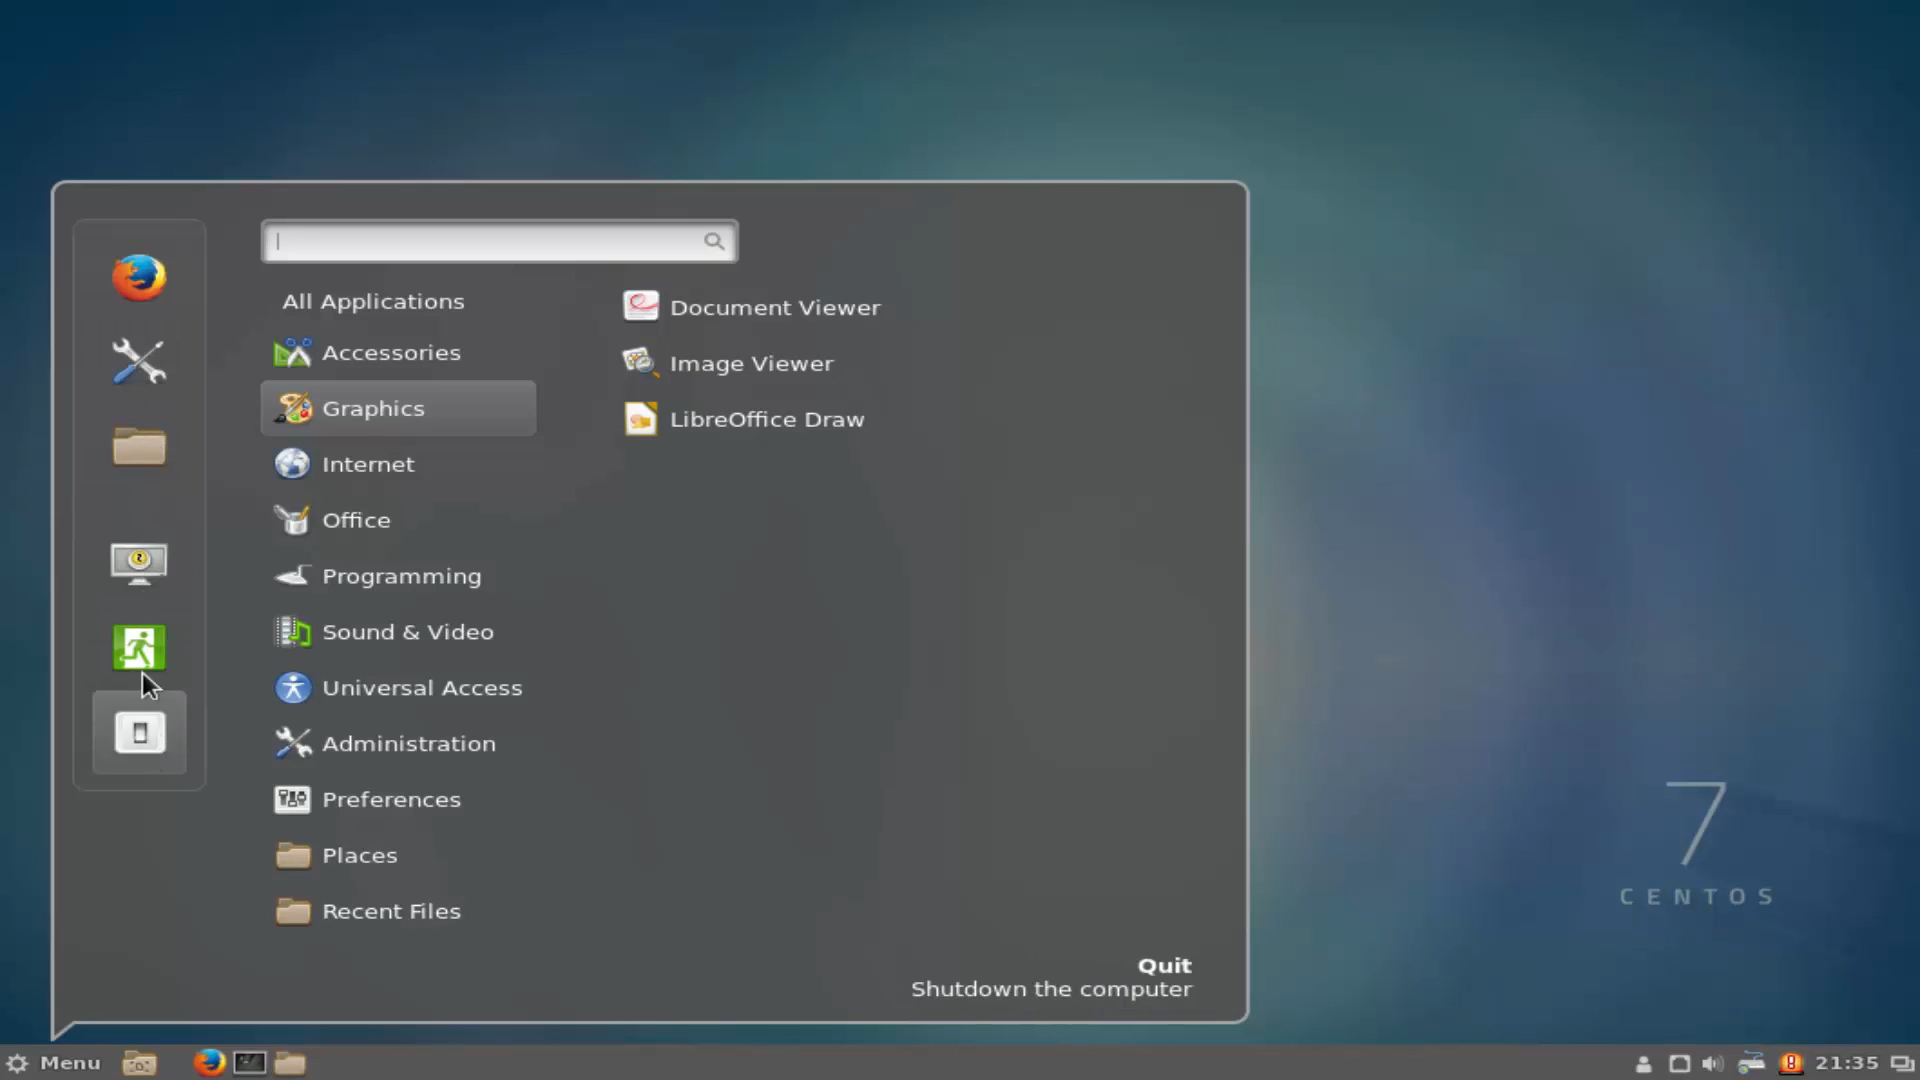 All Applications
Accessories
Graphics
Internet
Office
Programming
Sound & Video
Universal Access
Administration
Preferences
Places
Recent Files
Document Viewer
Image Viewer
LibreOffice Draw
Quit
Shutdown the computer
7
CENTOS
Menu
21:35